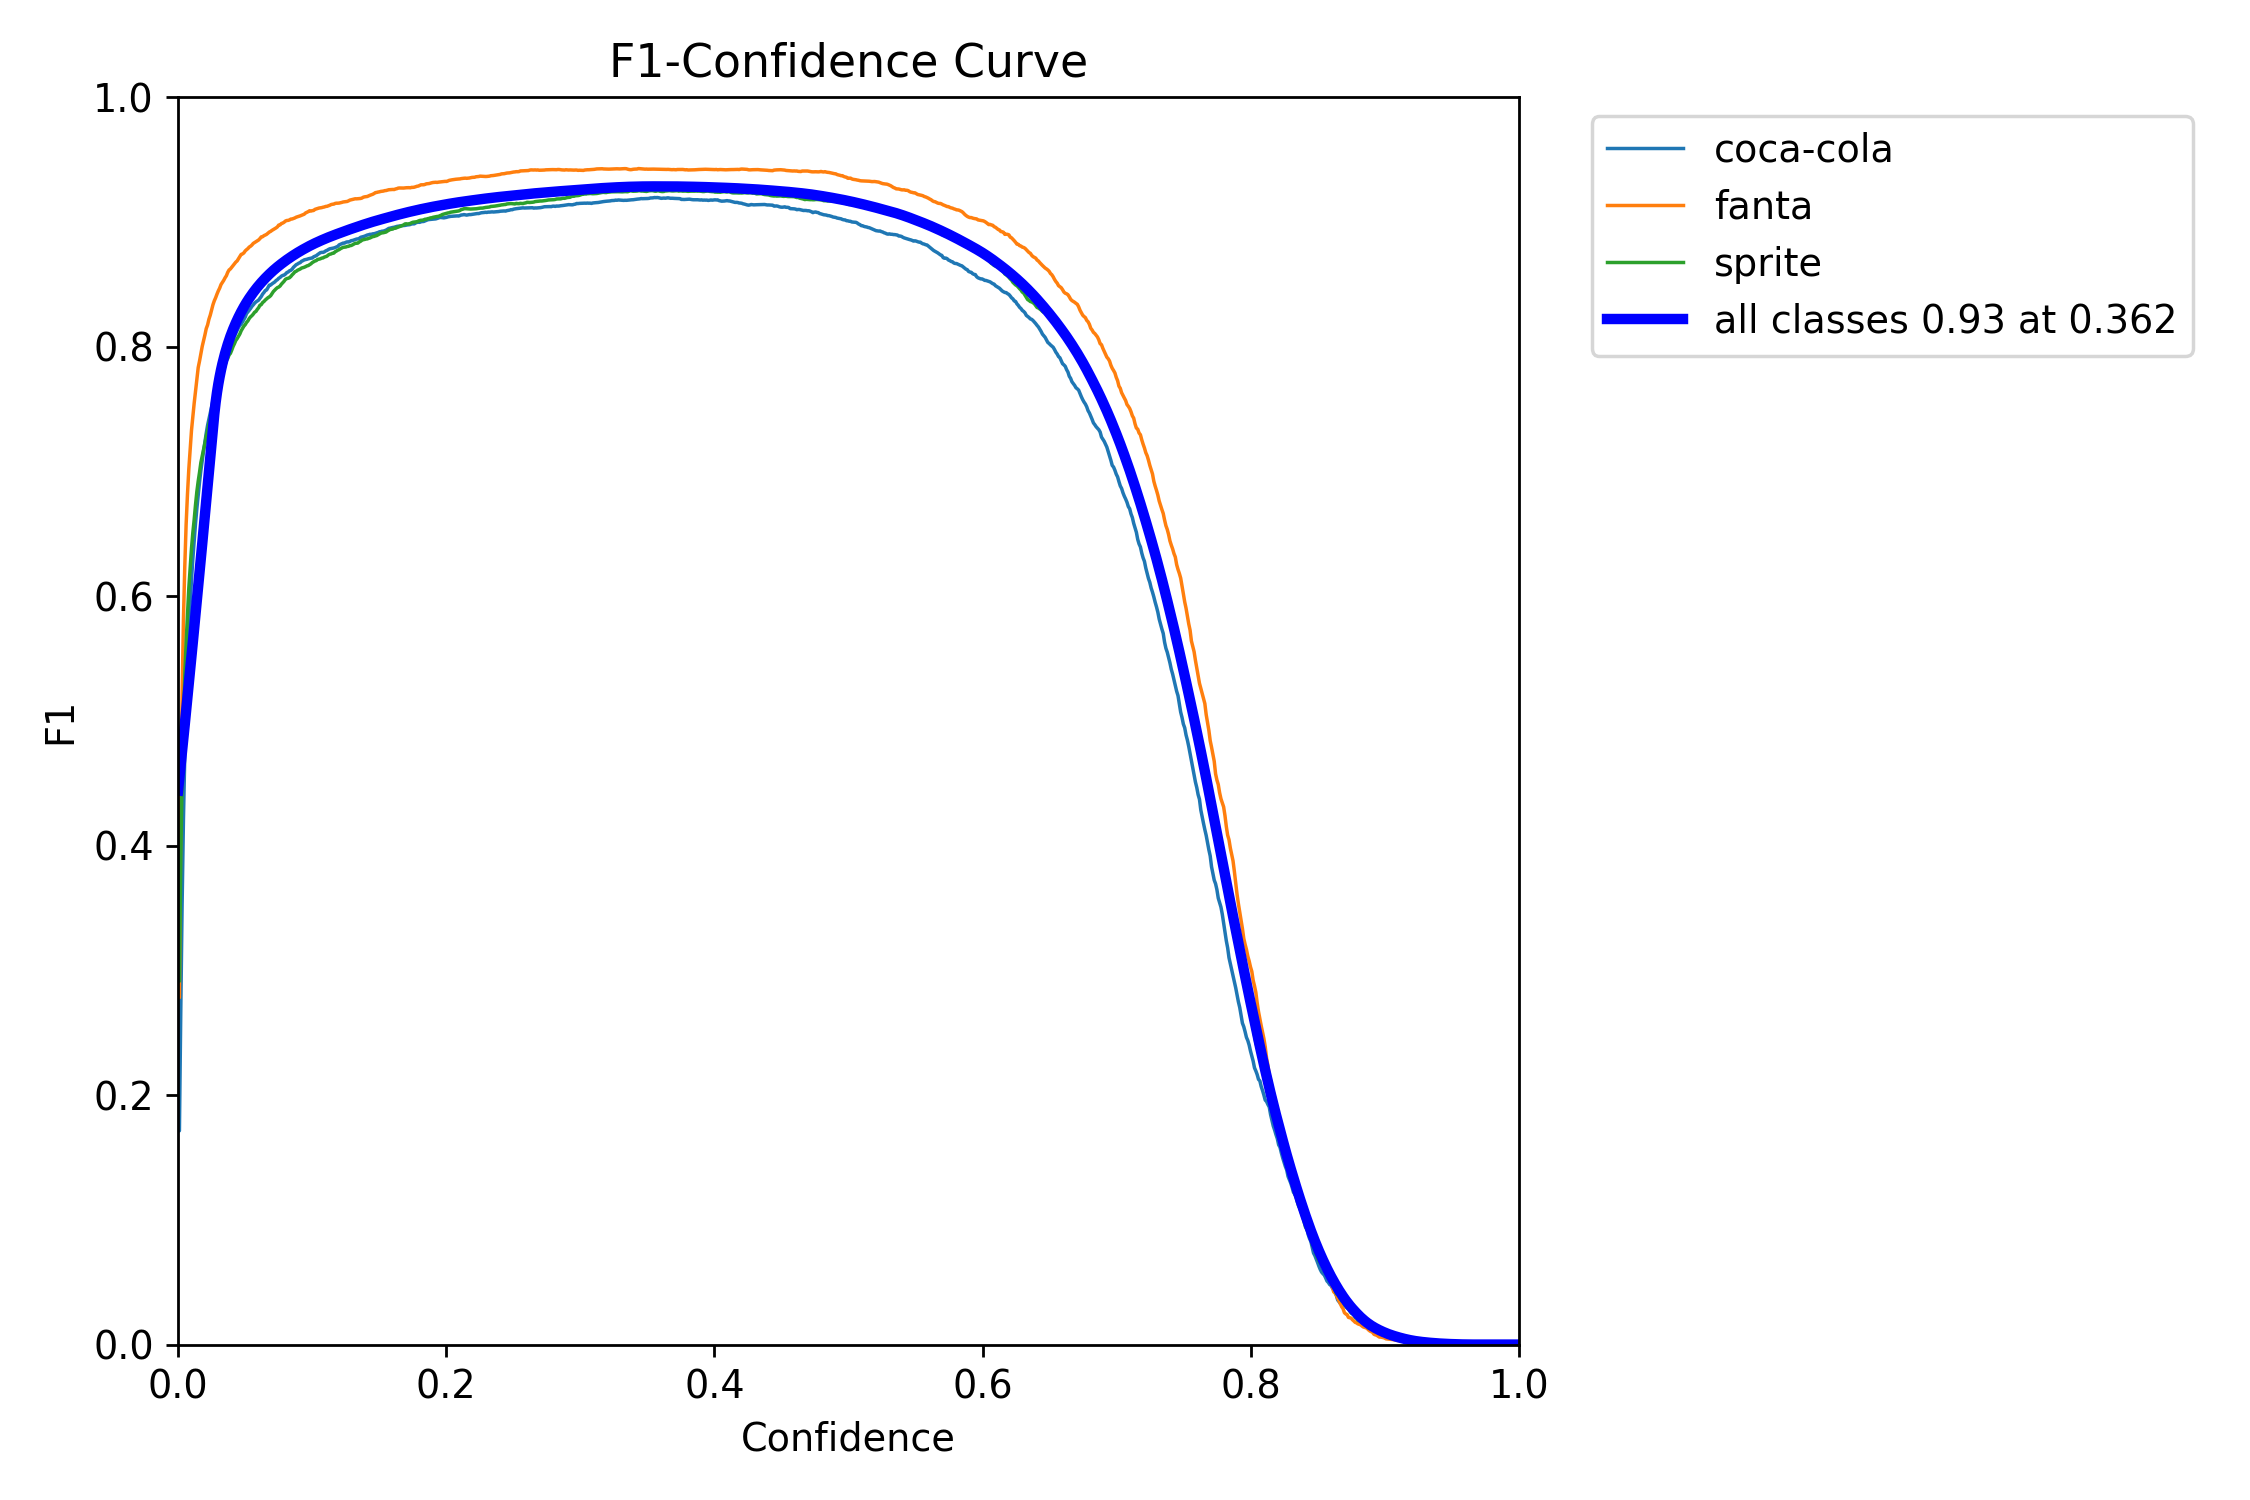 F1-Confidence Curve
1.0
0.8
0.6
0.4
0.2
0.0
F1
0.0 0.2 0.4 0.6 0.8 1.0
Confidence
coca-cola
fanta
sprite
all classes 0.93 at 0.362